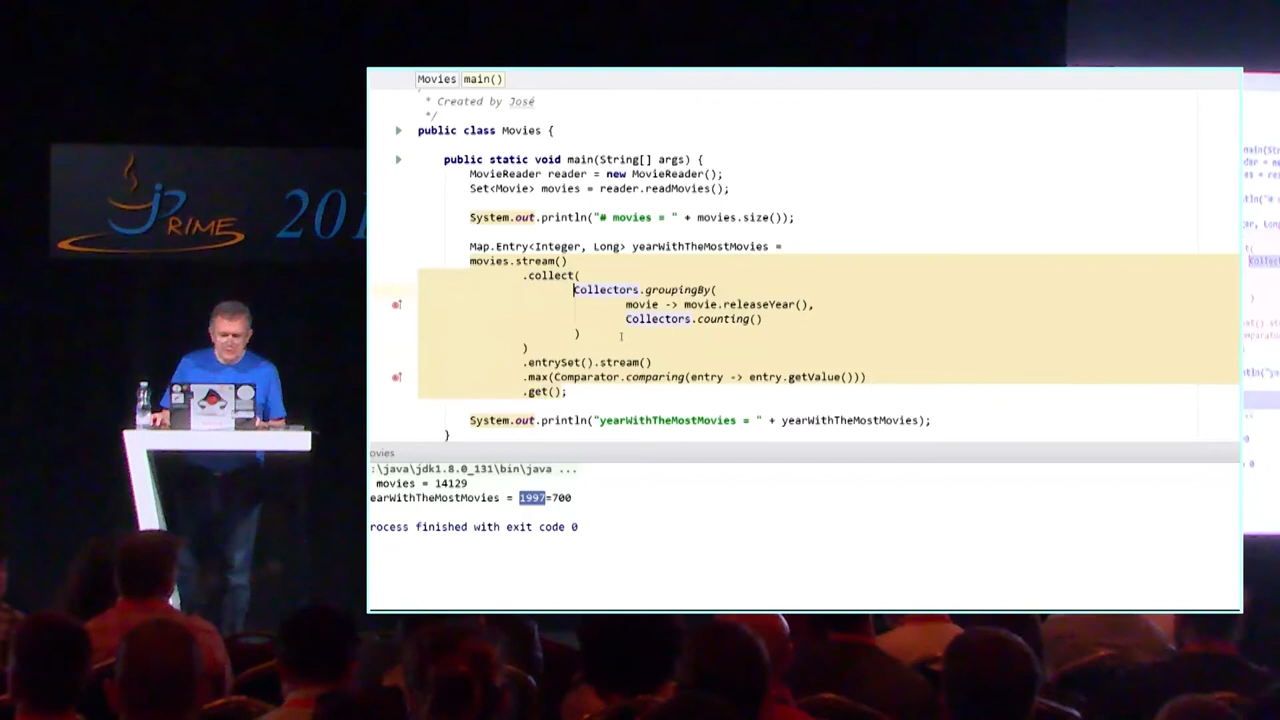 JPRIME 201
Movies main()
* Created by José
*/
public class Movies {
public static void main(String[] args) {
MovieReader reader = new MovieReader();
Set<Movie> movies = reader.readMovies();
System.out.println("# movies = " + movies.size());
Map.Entry<Integer, Long> yearWithTheMostMovies =
movies.stream()
.collect(
Collectors.groupingBy(
movie -> movie.releaseYear(),
Collectors.counting()
)
)
.entrySet().stream()
.max(Comparator.comparing(entry -> entry.getValue()))
.get();
System.out.println("yearWithTheMostMovies = " + yearWithTheMostMovies);
}
ovies
:\java\jdk1.8.0_131\bin\java ...
movies = 14129
earWithTheMostMovies = 1997=700
rocess finished with exit code 0